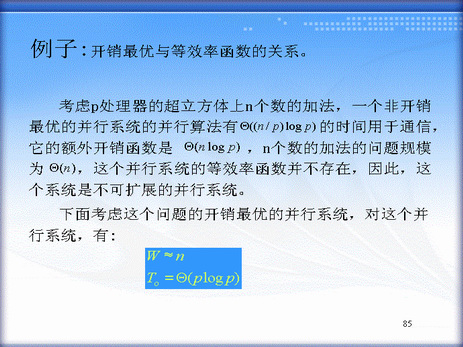 例子:开销最优与等效率函数的关系。
考虑p处理器的超立方体上n个数的加法，一个非开销
最优的并行系统的并行算法有Θ((n/p)log p)的时间用于通信，
它的额外开销函数是 Θ(n log p) ，n个数的加法的问题规模
为 Θ(n)，这个并行系统的等效率函数并不存在，因此，这
个系统是不可扩展的并行系统。
下面考虑这个问题的开销最优的并行系统，对这个并
行系统，有:
W ≈ n
Tₒ = Θ(p log p)
85